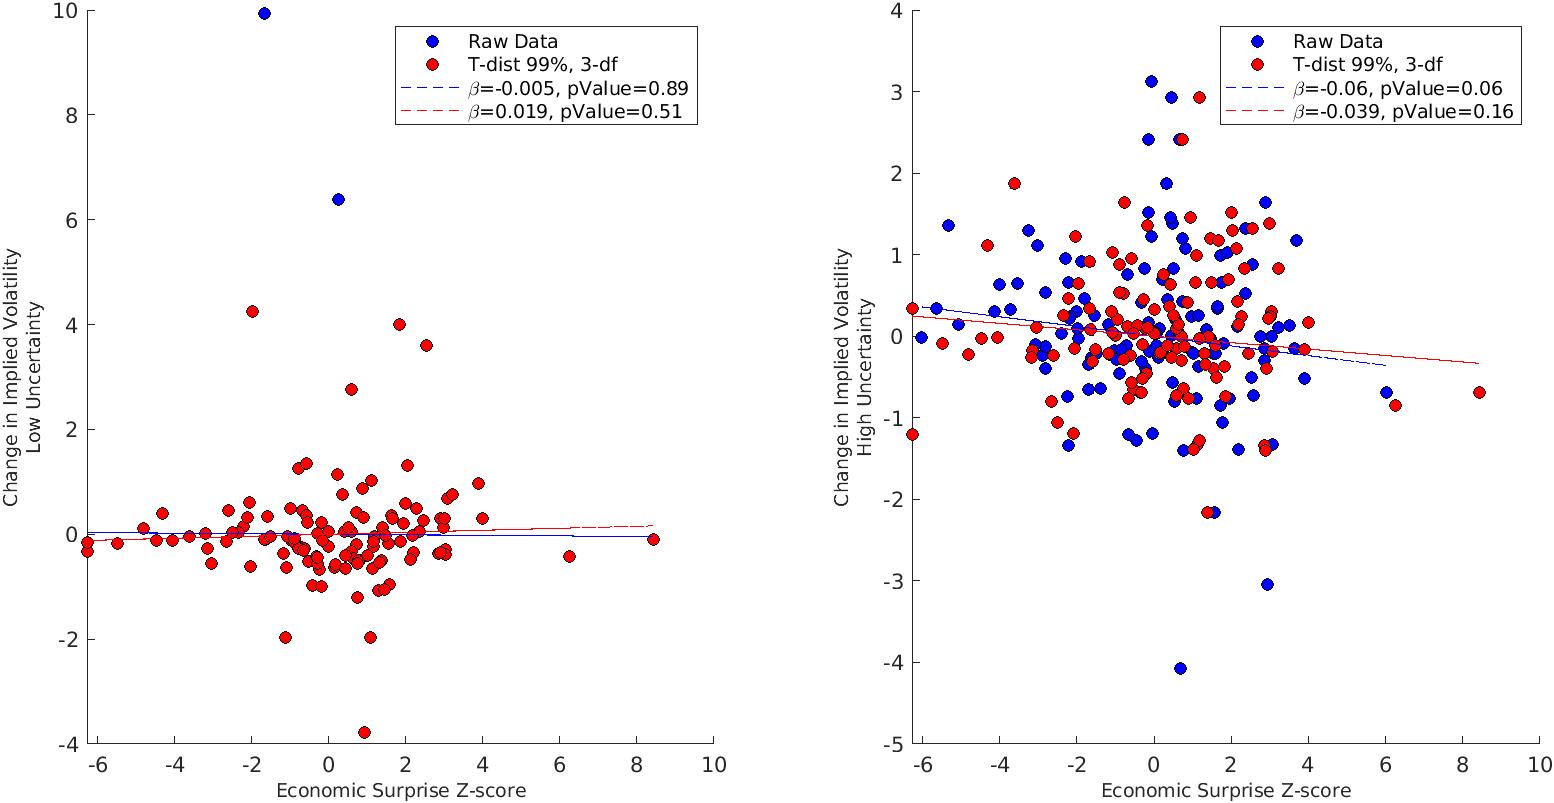 10
8
6
4
2
0
-2
-4
Change in Implied Volatility
Low Uncertainty
-6 -4 -2 0 2 4 6 8 10
Economic Surprise Z-score
Raw Data
T-dist 99%, 3-df
β=-0.005, pValue=0.89
β=0.019, pValue=0.51
4
3
2
1
0
-1
-2
-3
-4
-5
Change in Implied Volatility
High Uncertainty
-6 -4 -2 0 2 4 6 8 10
Economic Surprise Z-score
Raw Data
T-dist 99%, 3-df
β=-0.06, pValue=0.06
β=-0.039, pValue=0.16